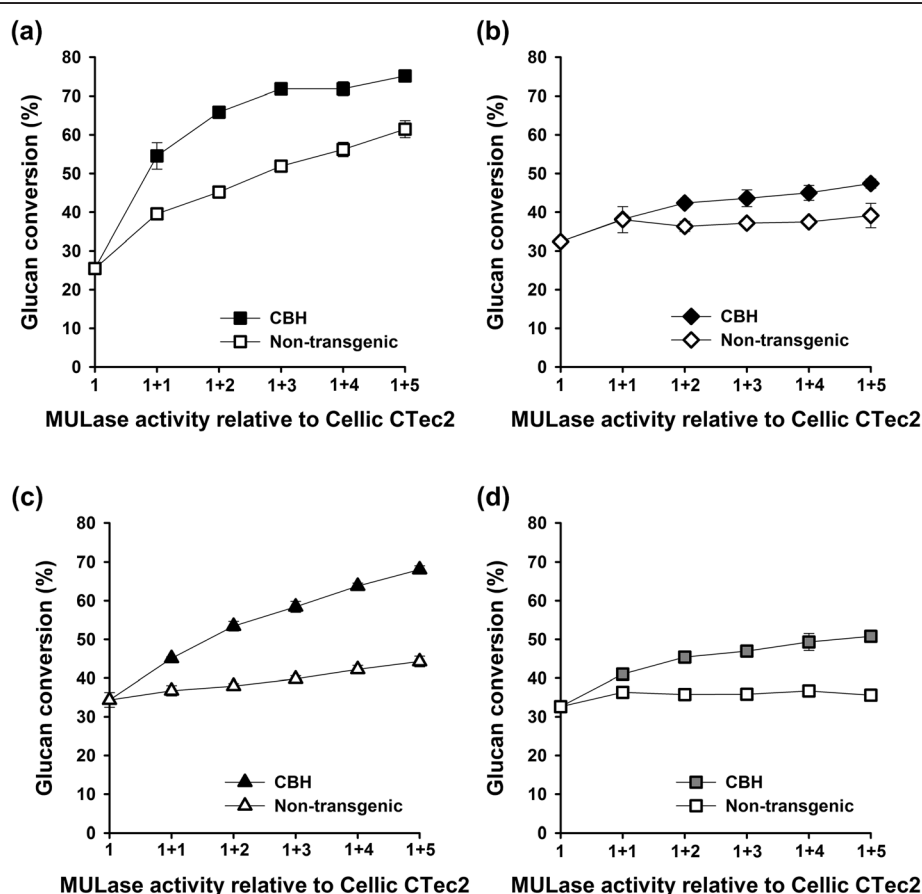 (a)
80
70
60
50
40
30
20
10
0
Glucan conversion (%)
CBH
Non-transgenic
1 1+1 1+2 1+3 1+4 1+5
MULase activity relative to Cellic CTec2
(b)
80
70
60
50
40
30
20
10
0
Glucan conversion (%)
CBH
Non-transgenic
1 1+1 1+2 1+3 1+4 1+5
MULase activity relative to Cellic CTec2
(c)
80
70
60
50
40
30
20
10
0
Glucan conversion (%)
CBH
Non-transgenic
1 1+1 1+2 1+3 1+4 1+5
MULase activity relative to Cellic CTec2
(d)
80
70
60
50
40
30
20
10
0
Glucan conversion (%)
CBH
Non-transgenic
1 1+1 1+2 1+3 1+4 1+5
MULase activity relative to Cellic CTec2